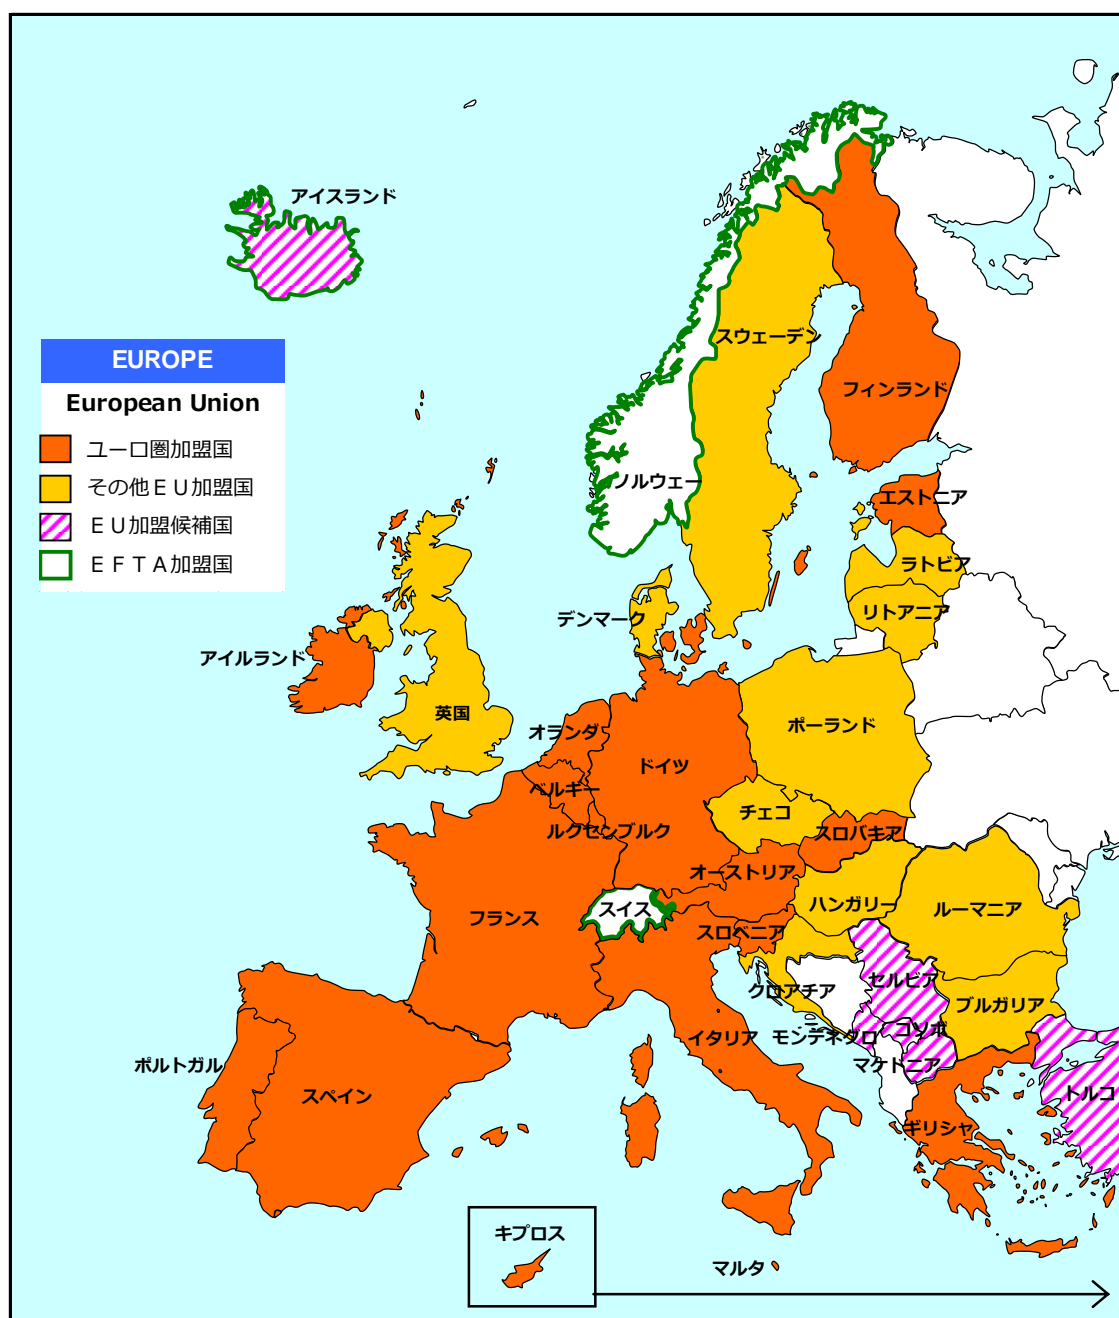 アイスランド
EUROPE
European Union
ユーロ圏加盟国
その他ＥＵ加盟国
ＥＵ加盟候補国
ＥＦＴＡ加盟国
スウェーデン
フィンランド
ノルウェー
エストニア
ラトビア
リトアニア
デンマーク
アイルランド
英国
オランダ
ポーランド
ドイツ
ベルギー
チェコ
ルクセンブルク
スロバキア
オーストリア
ハンガリー
ルーマニア
スイス
フランス
スロベニア
セルビア
クロアチア
ブルガリア
コソボ
モンテネグロ
イタリア
マケドニア
ポルトガル
スペイン
トルコ
ギリシャ
キプロス
マルタ